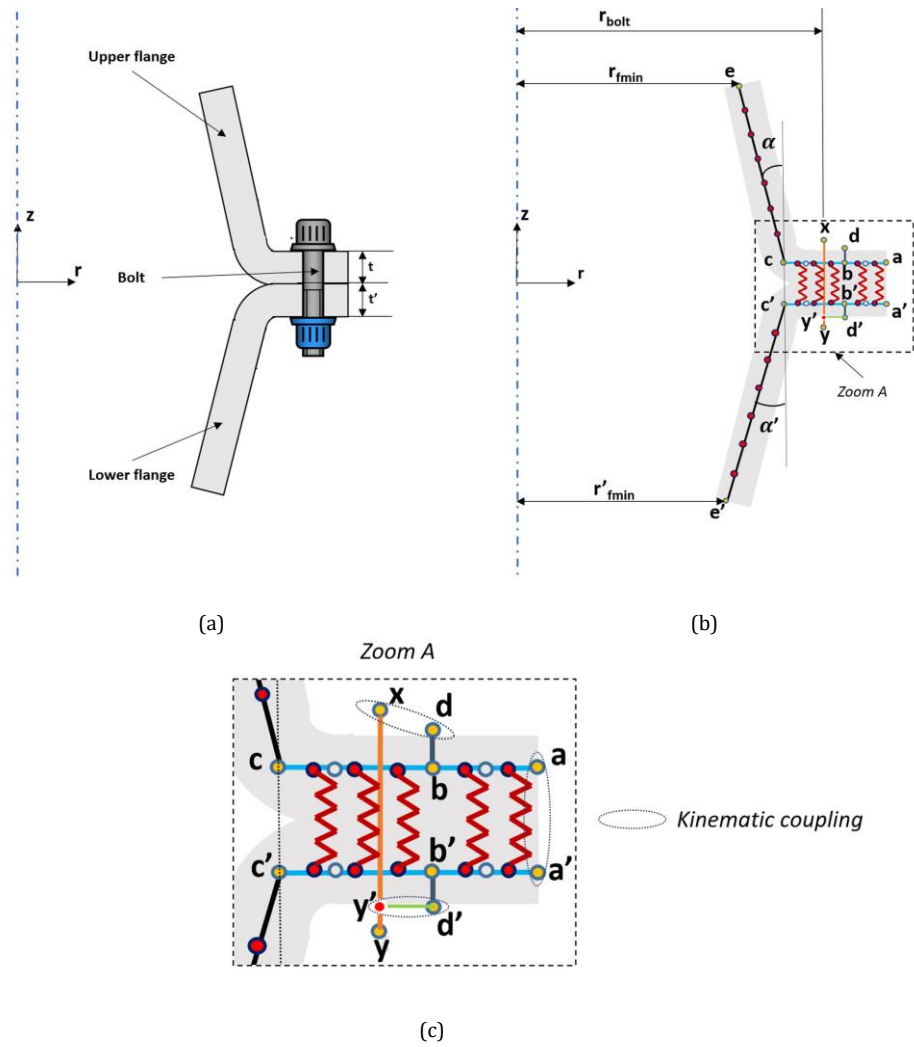 Upper flange
z
r
Bolt
t
t'
Lower flange
(a)
r_bolt
r_fmin
e
α
z
r
x
d
c
b
a
c'
b'
a'
y'
y
d'
Zoom A
α'
r'_fmin
e'
(b)
Zoom A
x
d
c
b
a
c'
b'
a'
y'
d'
y
Kinematic coupling
(c)